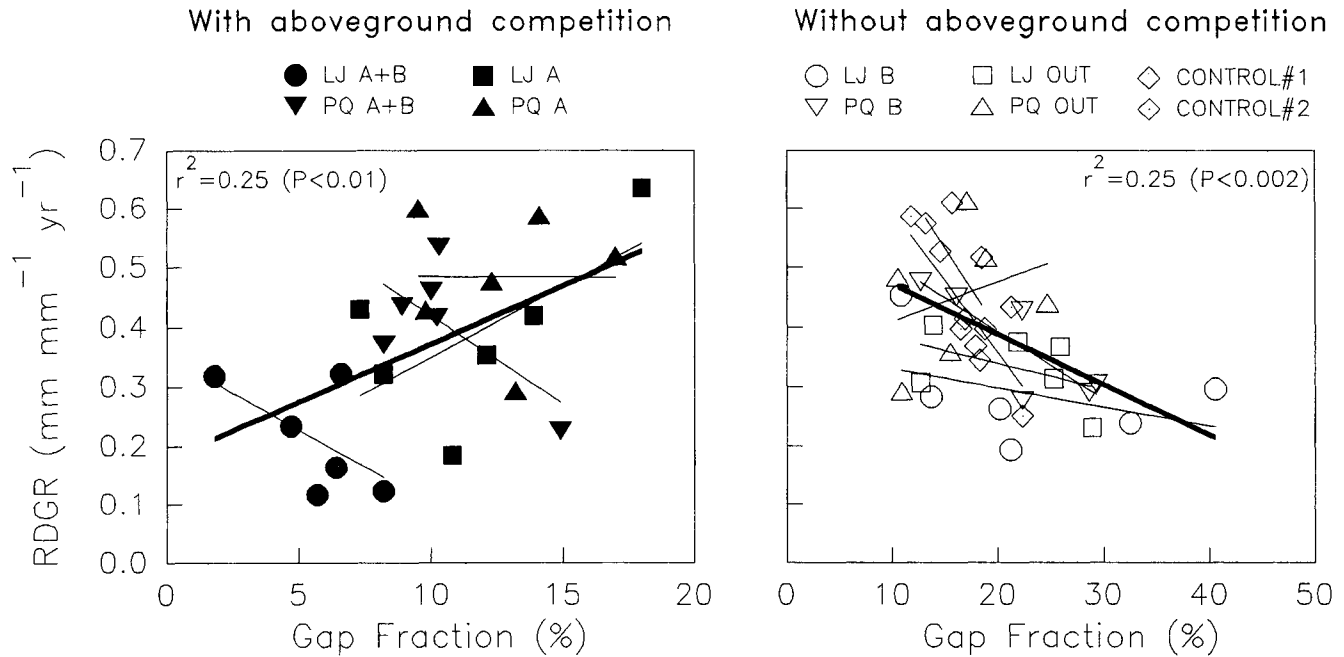 With aboveground competition
LJ A+B
LJ A
PQ A+B
PQ A
RDGR (mm mm⁻¹ yr⁻¹)
0.7
0.6
0.5
0.4
0.3
0.2
0.1
0.0
r²=0.25 (P<0.01)
0 5 10 15 20
Gap Fraction (%)
Without aboveground competition
LJ B
LJ OUT
CONTROL#1
PQ B
PQ OUT
CONTROL#2
r²=0.25 (P<0.002)
0 10 20 30 40 50
Gap Fraction (%)